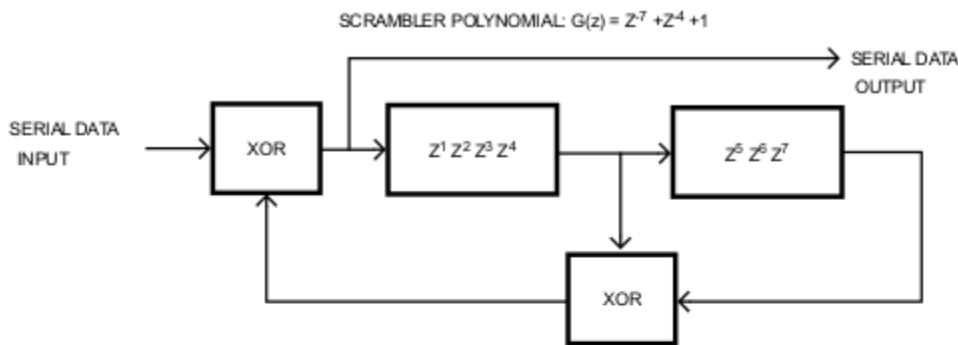 SCRAMBLER POLYNOMIAL: G(z) = Z⁻⁷ +Z⁻⁴ +1
SERIAL DATA
OUTPUT
SERIAL DATA
INPUT
XOR
Z¹ Z² Z³ Z⁴
Z⁵ Z⁶ Z⁷
XOR